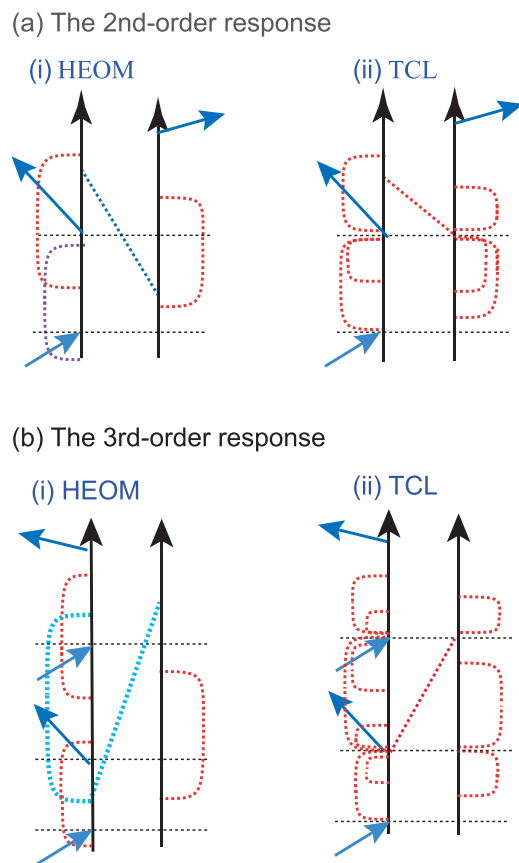 (a) The 2nd-order response
(i) HEOM (ii) TCL
(b) The 3rd-order response
(i) HEOM (ii) TCL